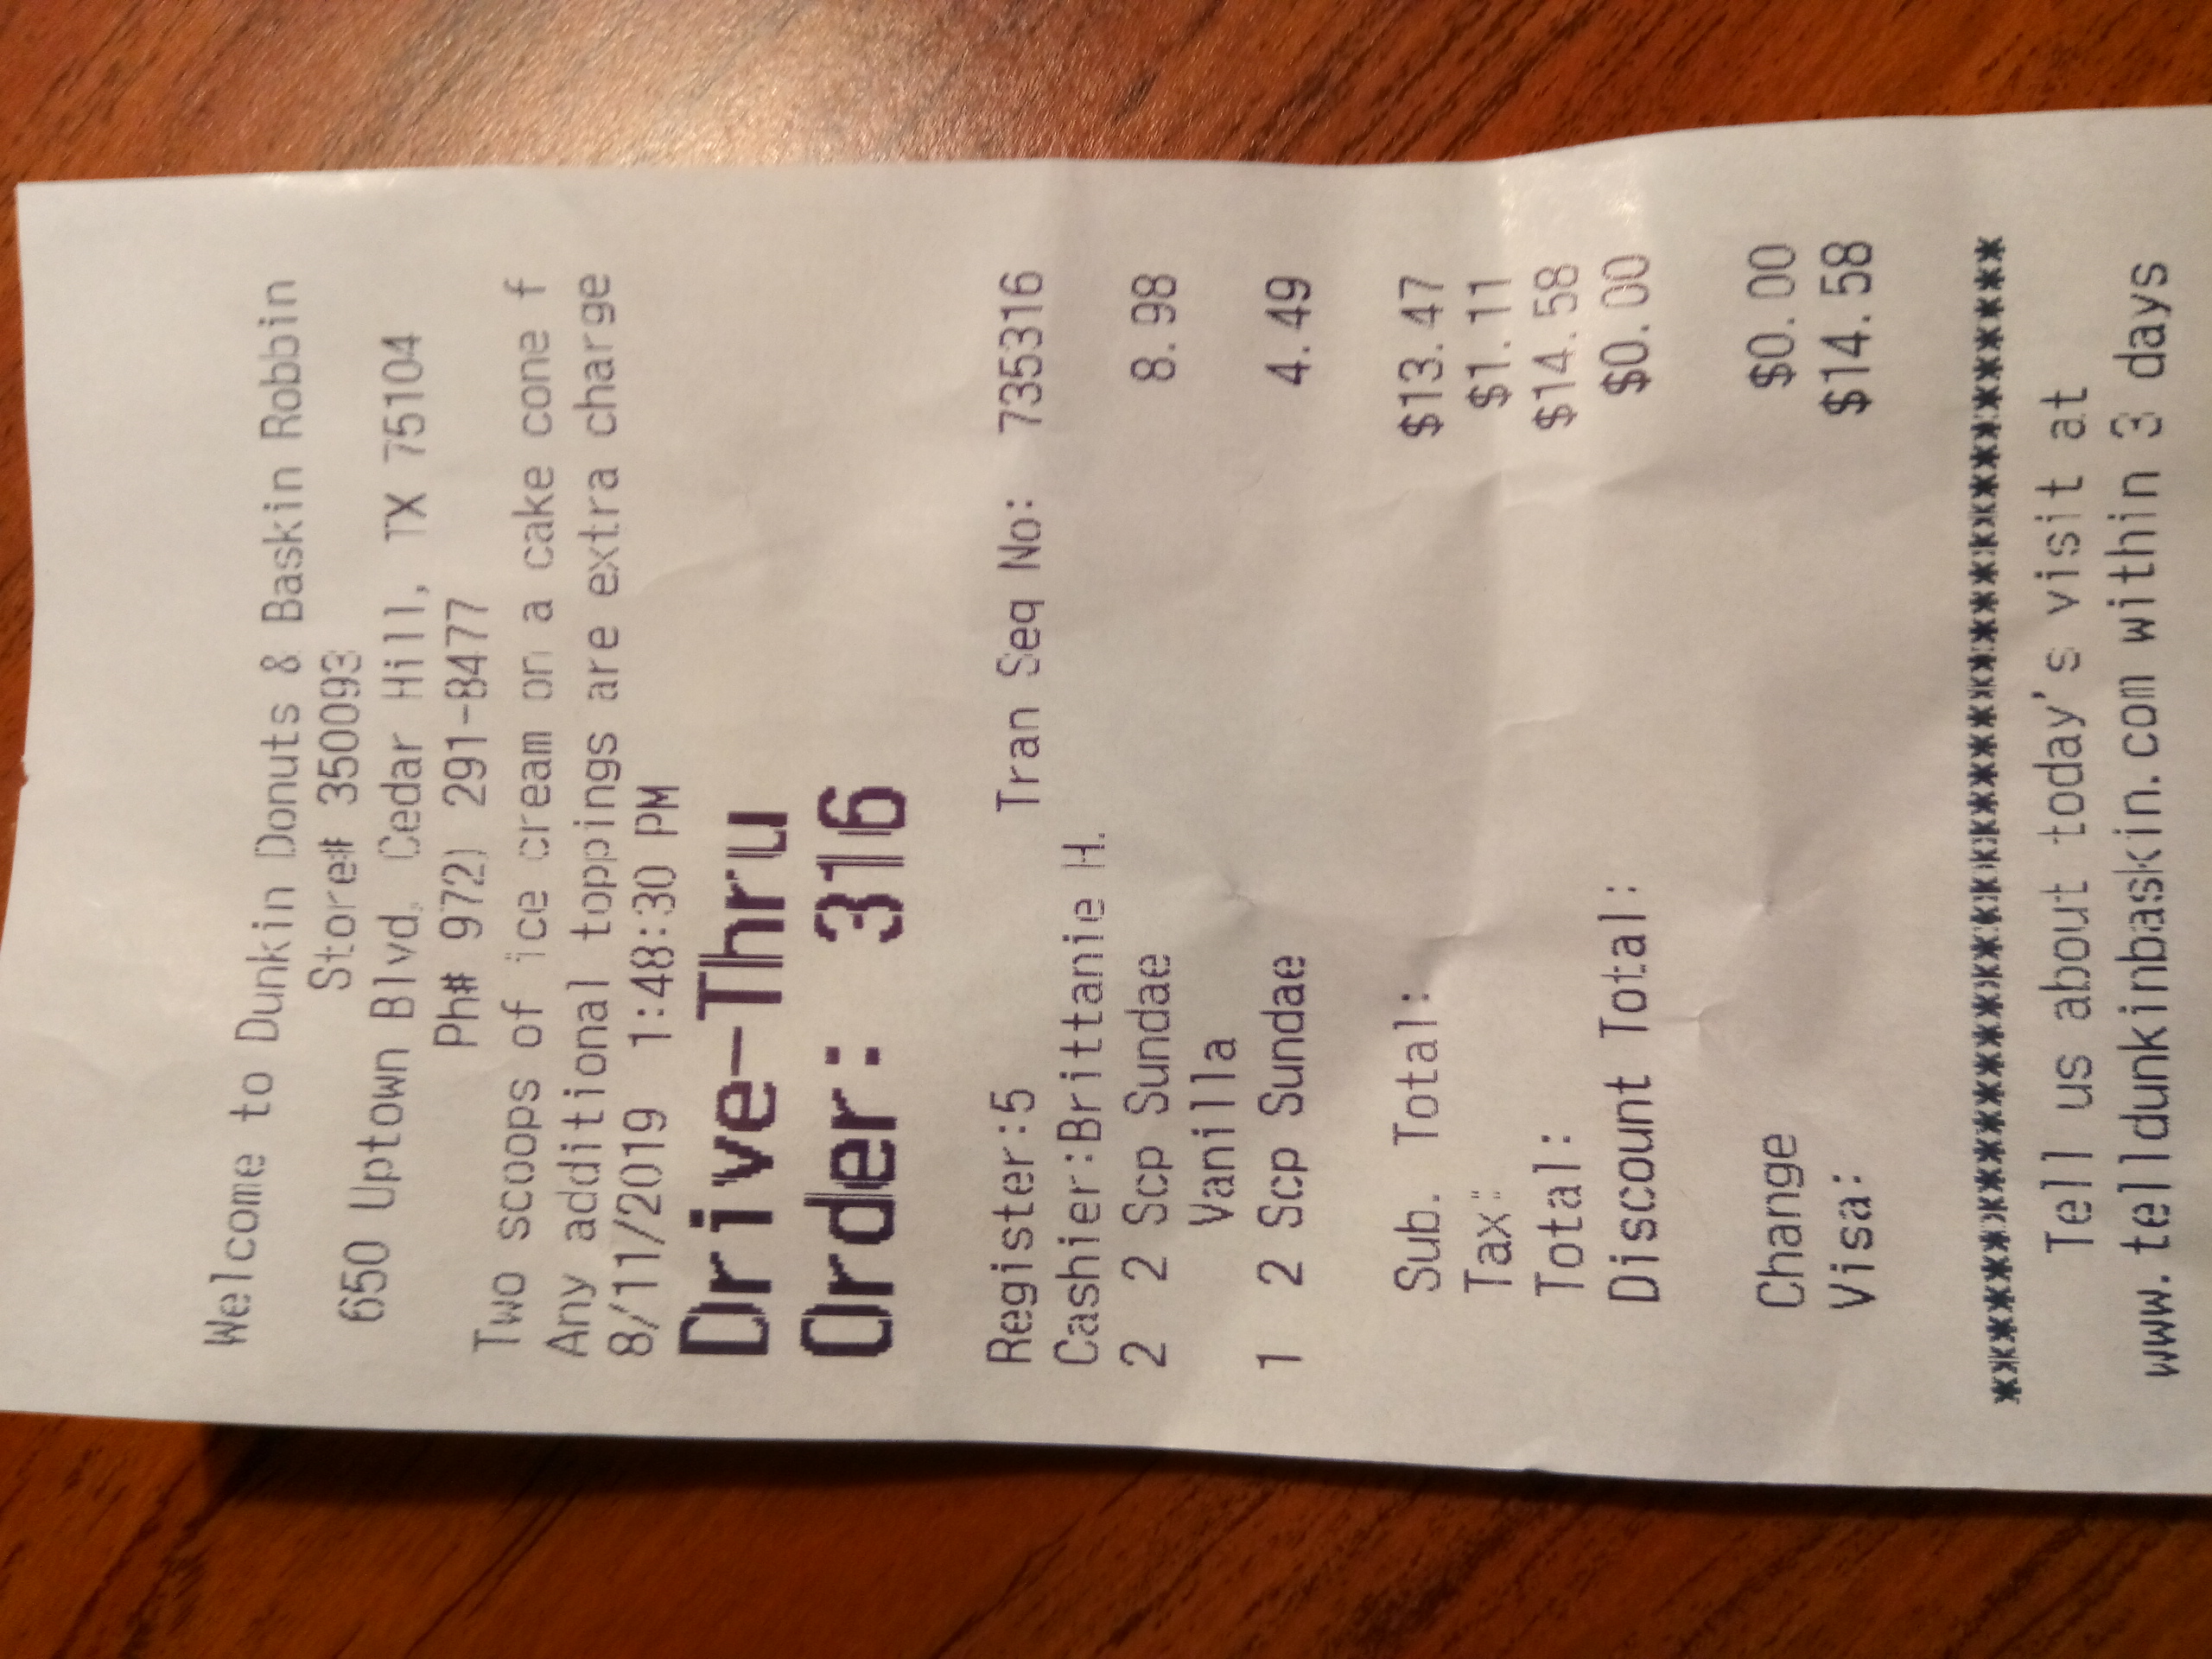 Welcome to Dunkin Donuts & Baskin Robbin
Store# 350093
650 Uptown Blvd. Cedar Hill, TX 75104
Ph# 972) 291-8477
Two scoops of ice cream on a cake cone f
Any additional toppings are extra charge
8/11/2019 1:48:30 PM
Drive-Thru
Order: 316
Register:5 Tran Seq No: 735316
Cashier:Brittanie H.
2 2 Scp Sundae 8.98
Vanilla
1 2 Scp Sundae 4.49
Sub. Total: $13.47
Tax: $1.11
Total: $14.58
Discount Total: $0.00
Change $0.00
Visa: $14.58
****************************************
Tell us about today's visit at
www.telldunkinbaskin.com within 3 days